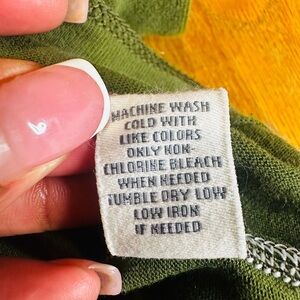 MACHINE WASH
COLD WITH
LIKE COLORS
ONLY NON-
CHLORINE BLEACH
WHEN NEEDED
TUMBLE DRY LOW
LOW IRON
IF NEEDED